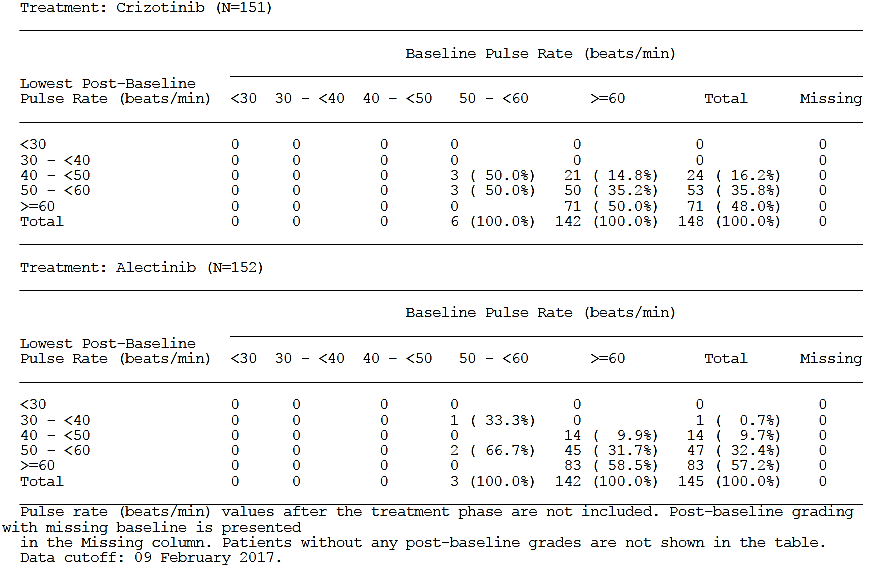 Treatment: Crizotinib (N=151)
Baseline Pulse Rate (beats/min)
Lowest Post-Baseline
Pulse Rate (beats/min) <30 30 - <40 40 - <50 50 - <60 >=60 Total Missing
<30 0 0 0 0 0 0 0
30 - <40 0 0 0 0 0 0 0
40 - <50 0 0 0 3 ( 50.0%) 21 ( 14.8%) 24 ( 16.2%) 0
50 - <60 0 0 0 3 ( 50.0%) 50 ( 35.2%) 53 ( 35.8%) 0
>=60 0 0 0 0 71 ( 50.0%) 71 ( 48.0%) 0
Total 0 0 0 6 (100.0%) 142 (100.0%) 148 (100.0%) 0
Treatment: Alectinib (N=152)
Baseline Pulse Rate (beats/min)
Lowest Post-Baseline
Pulse Rate (beats/min) <30 30 - <40 40 - <50 50 - <60 >=60 Total Missing
<30 0 0 0 0 0 0 0
30 - <40 0 0 0 1 ( 33.3%) 0 1 ( 0.7%) 0
40 - <50 0 0 0 0 14 ( 9.9%) 14 ( 9.7%) 0
50 - <60 0 0 0 2 ( 66.7%) 45 ( 31.7%) 47 ( 32.4%) 0
>=60 0 0 0 0 83 ( 58.5%) 83 ( 57.2%) 0
Total 0 0 0 3 (100.0%) 142 (100.0%) 145 (100.0%) 0
Pulse rate (beats/min) values after the treatment phase are not included. Post-baseline grading
with missing baseline is presented
in the Missing column. Patients without any post-baseline grades are not shown in the table.
Data cutoff: 09 February 2017.